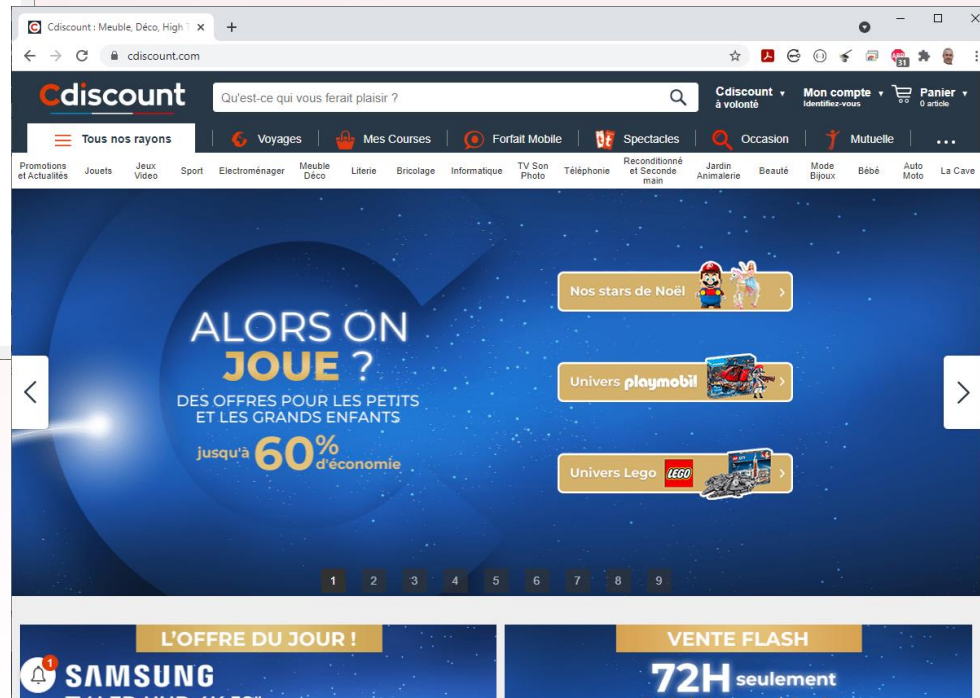 Cdiscount : Meuble, Déco, High T
cdiscount.com
ABP
31
Cdiscount
Qu'est-ce qui vous ferait plaisir ?
Cdiscount
à volonté
Mon compte
Identifiez-vous
Panier
0 article
Tous nos rayons
Voyages
Mes Courses
Forfait Mobile
Spectacles
Occasion
Mutuelle
...
Promotions
et Actualités
Jouets
Jeux
Video
Sport
Electroménager
Meuble
Déco
Literie
Bricolage
Informatique
TV Son
Photo
Téléphonie
Reconditionné
et Seconde
main
Jardin
Animalerie
Beauté
Mode
Bijoux
Bébé
Auto
Moto
La Cave
ALORS ON
JOUE ?
DES OFFRES POUR LES PETITS
ET LES GRANDS ENFANTS
jusqu'à 60% d'économie
Nos stars de Noël
Univers playmobil
Univers Lego LEGO
1 2 3 4 5 6 7 8 9
L'OFFRE DU JOUR !
1
SAMSUNG
VENTE FLASH
72H seulement